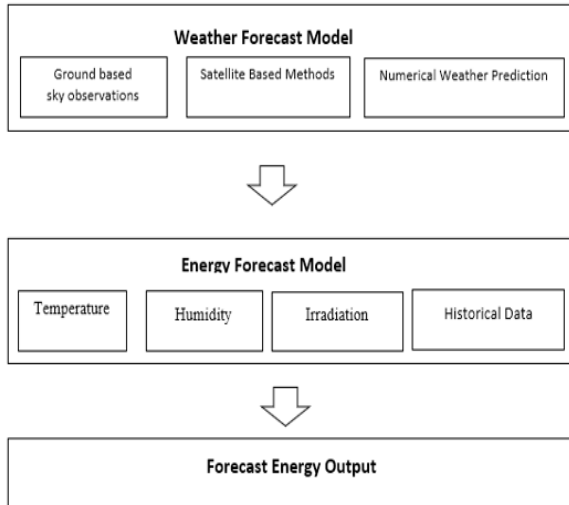 Weather Forecast Model
Ground based
sky observations
Satellite Based Methods
Numerical Weather Prediction
Energy Forecast Model
Temperature
Humidity
Irradiation
Historical Data
Forecast Energy Output